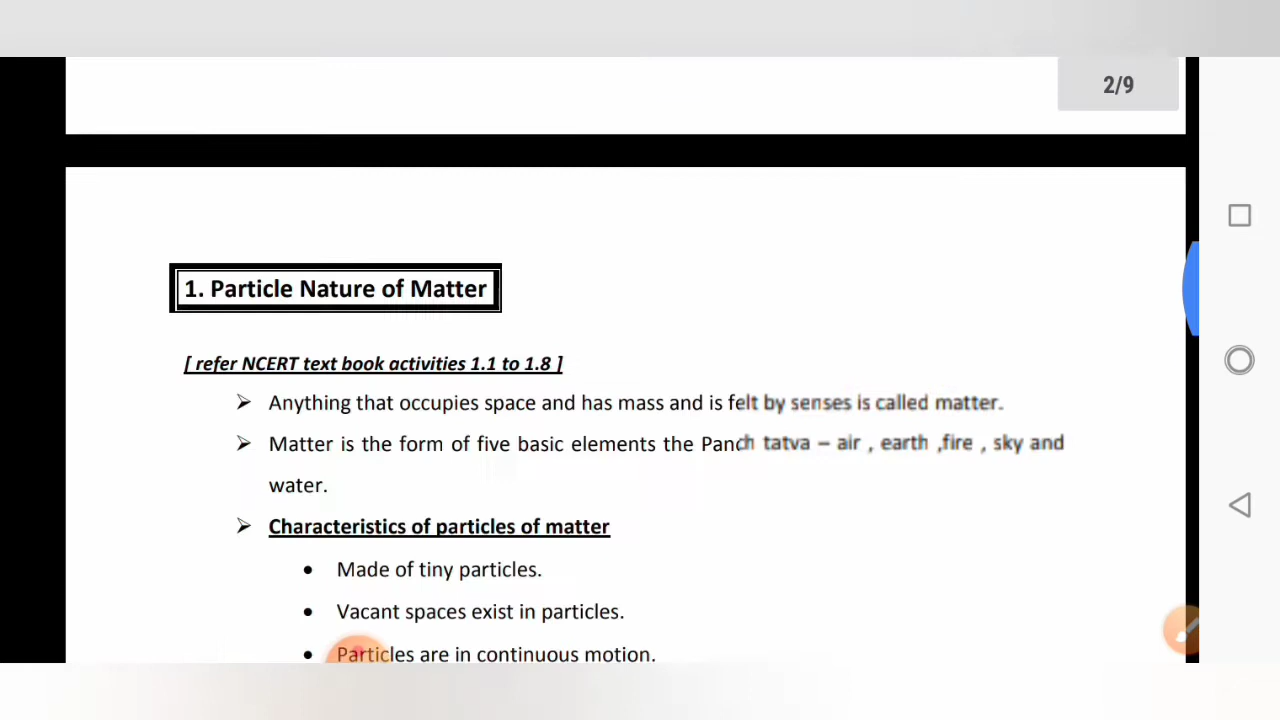 2/9
1. Particle Nature of Matter
[ refer NCERT text book activities 1.1 to 1.8 ]
➢ Anything that occupies space and has mass and is felt by senses is called matter.
➢ Matter is the form of five basic elements the Panch tatva – air , earth ,fire , sky and
water.
➢ Characteristics of particles of matter
• Made of tiny particles.
• Vacant spaces exist in particles.
• Particles are in continuous motion.